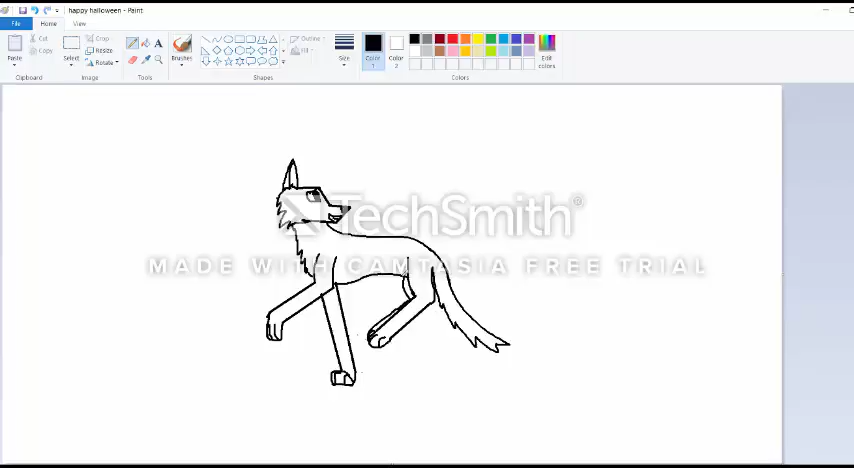 happy halloween - Paint
File Home View
Paste
Cut
Copy
Clipboard
Select
Crop
Resize
Rotate
Image
A
Tools
Brushes
Outline
Fill
Shapes
Size
Color 1
Color 2
Edit colors
Colors
TechSmith®
MADE WITH CAMTASIA FREE TRIAL